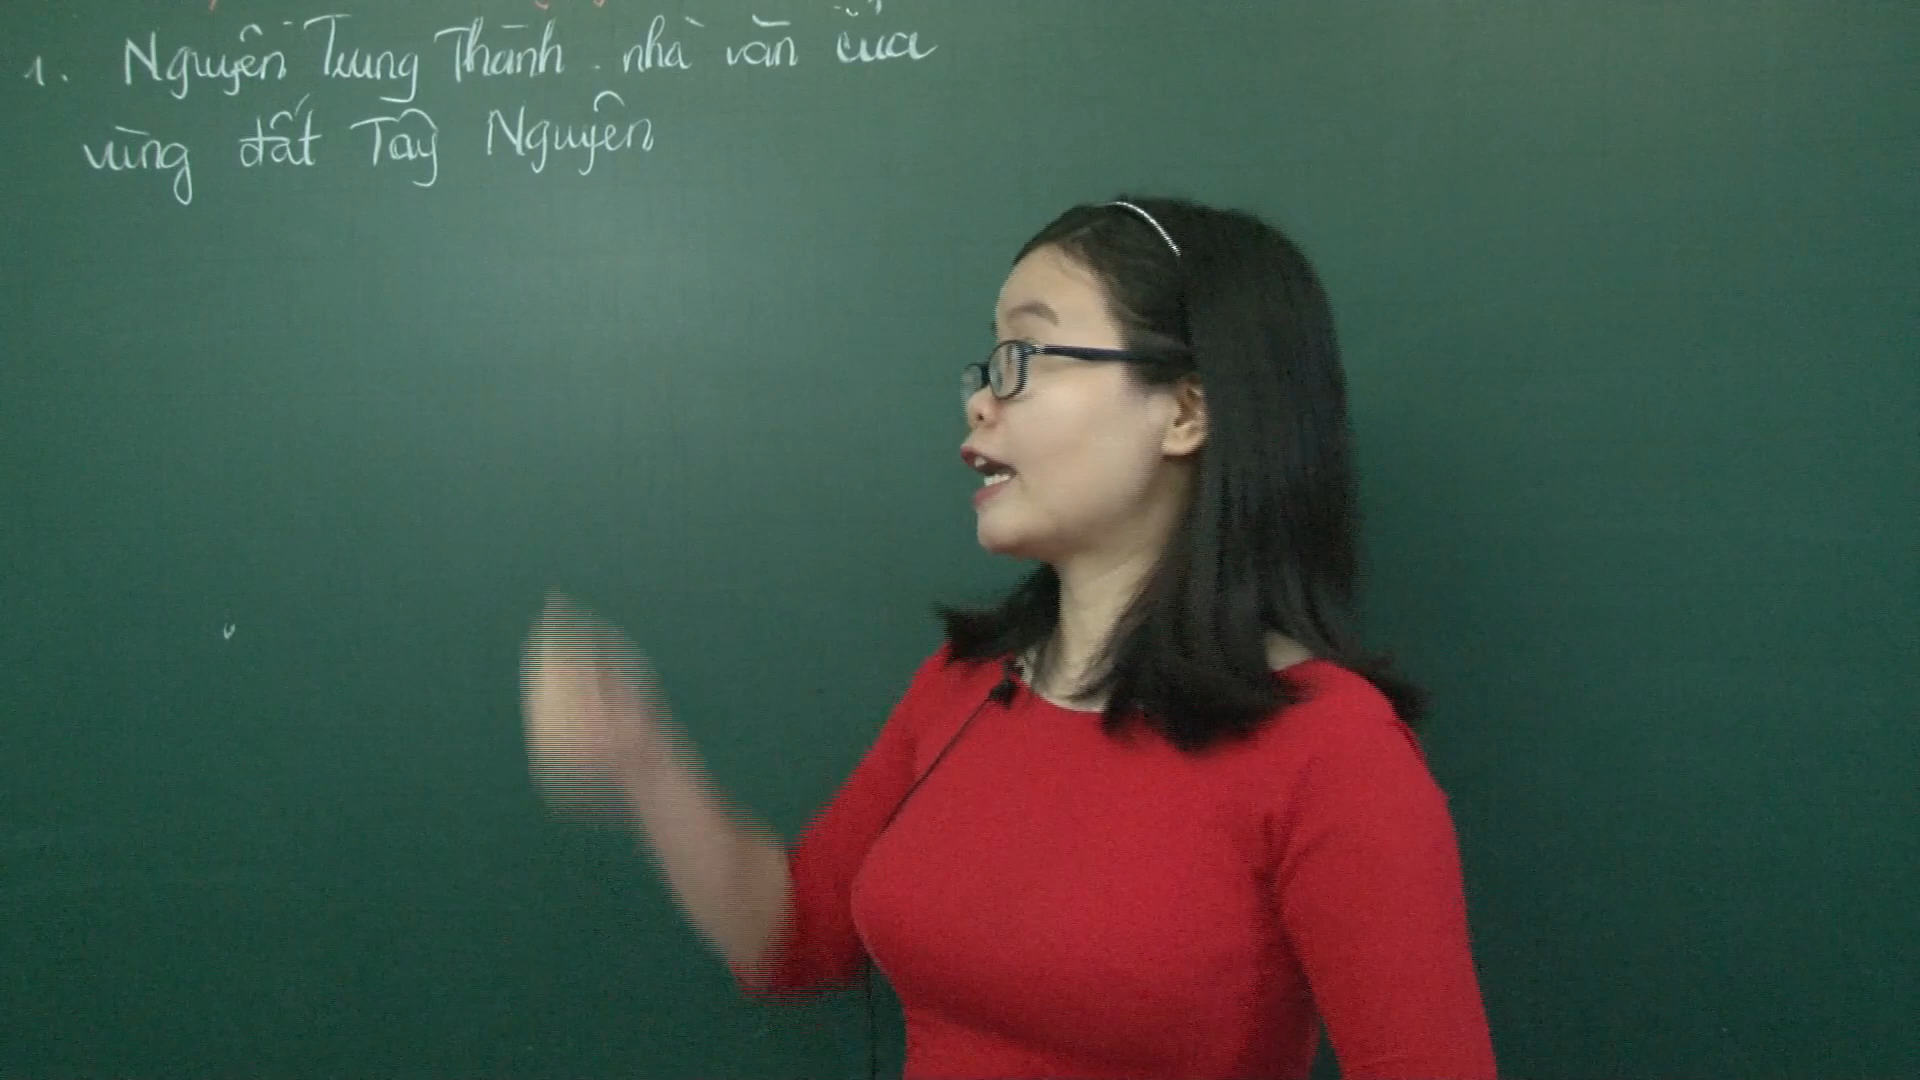 1. Nguyễn Trung Thành - nhà văn của
vùng đất Tây Nguyên